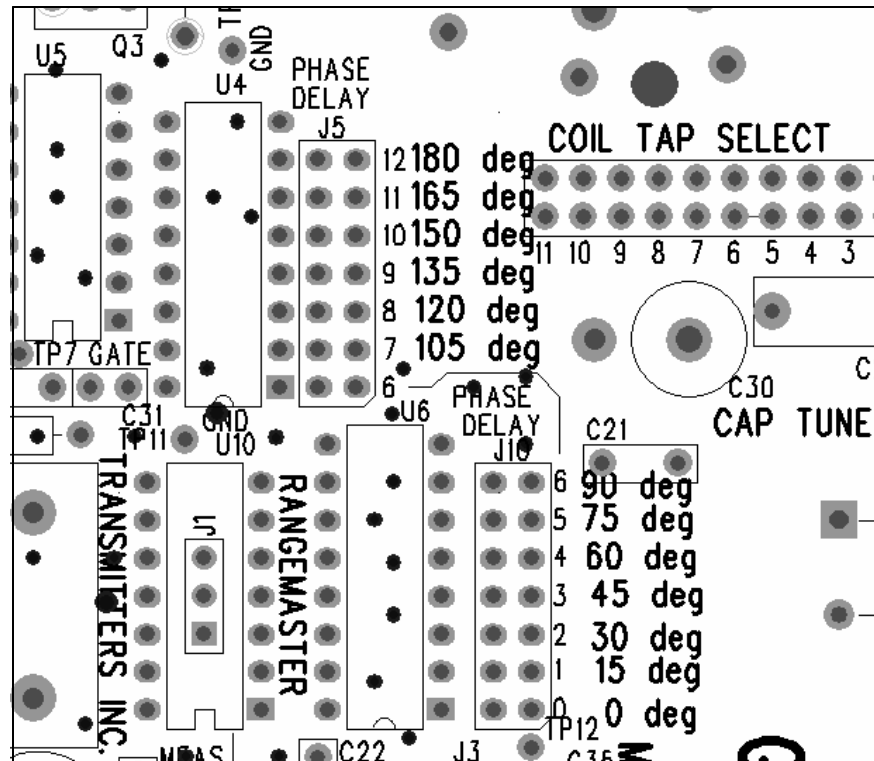 TP
Q3
GND
U5
U4
PHASE
DELAY
J5
COIL TAP SELECT
12 180 deg
11 165 deg
10 150 deg
9 135 deg
8 120 deg
7 105 deg
6
11 10 9 8 7 6 5 4 3
TP7 GATE
C30
C
CAP TUNE
C31
GND
TP11
U10
U6
PHASE
DELAY
J10
C21
6 90 deg
5 75 deg
4 60 deg
3 45 deg
2 30 deg
1 15 deg
0 0 deg
TRANSMITTERS INC.
J1
RANGEMASTER
TP12
MEAS
C22
J3
M